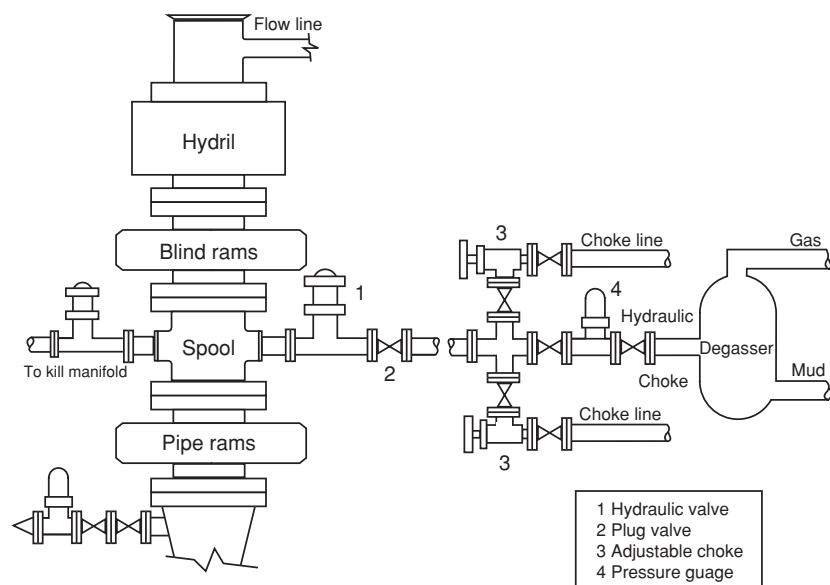 Flow line
Hydril
Blind rams
Spool
Pipe rams
To kill manifold
1
2
3
Choke line
4
Hydraulic
Choke
Degasser
Gas
Mud
Choke line
3
1 Hydraulic valve
2 Plug valve
3 Adjustable choke
4 Pressure guage